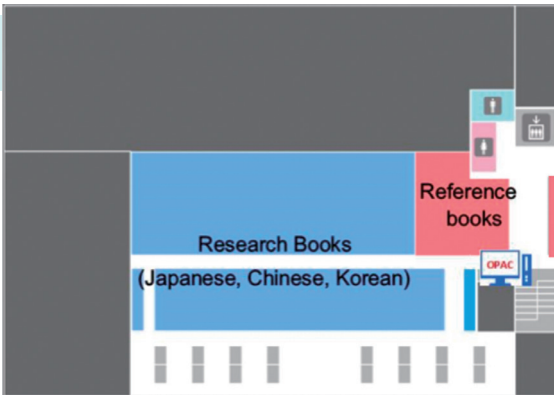 Reference
books
Research Books
(Japanese, Chinese, Korean)
OPAC